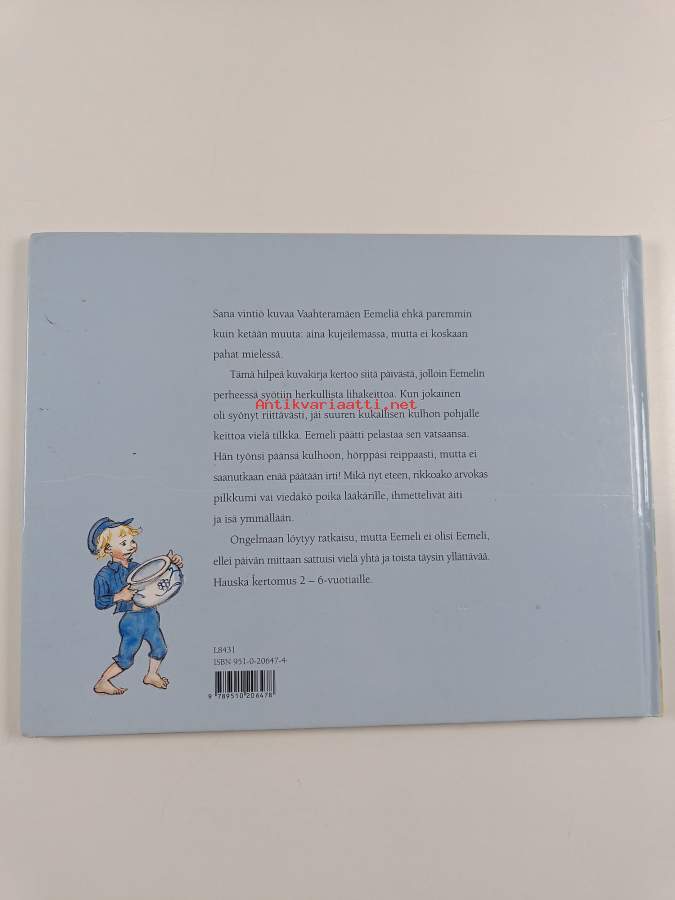 Sana vintiö kuvaa Vaahteramäen Eemeliä ehkä paremmin
kuin ketään muuta: aina kujeilemassa, mutta ei koskaan
pahat mielessä.
Tämä hilpeä kuvakirja kertoo siitä päivästä, jolloin Eemelin
perheessä syötiin herkullista lihakeittoa. Kun jokainen
Antikvariaatti.net
oli syönyt riittävästi, jäi suuren kukallisen kulhon pohjalle
keittoa vielä tilkka. Eemeli päätti pelastaa sen vatsaansa.
Hän työnsi päänsä kulhoon, hörppäsi reippaasti, mutta ei
saanutkaan enää päätään irti! Mikä nyt eteen, rikkoako arvokas
pilkkumi vai viedäkö poika lääkärille, ihmettelivät äiti
ja isä ymmällään.
Ongelmaan löytyy ratkaisu, mutta Eemeli ei olisi Eemeli,
ellei päivän mittaan sattuisi vielä yhtä ja toista täysin yllättävää.
Hauska kertomus 2 – 6-vuotiaille.
L8431
ISBN 951-0-20647-4
9 789510 206478